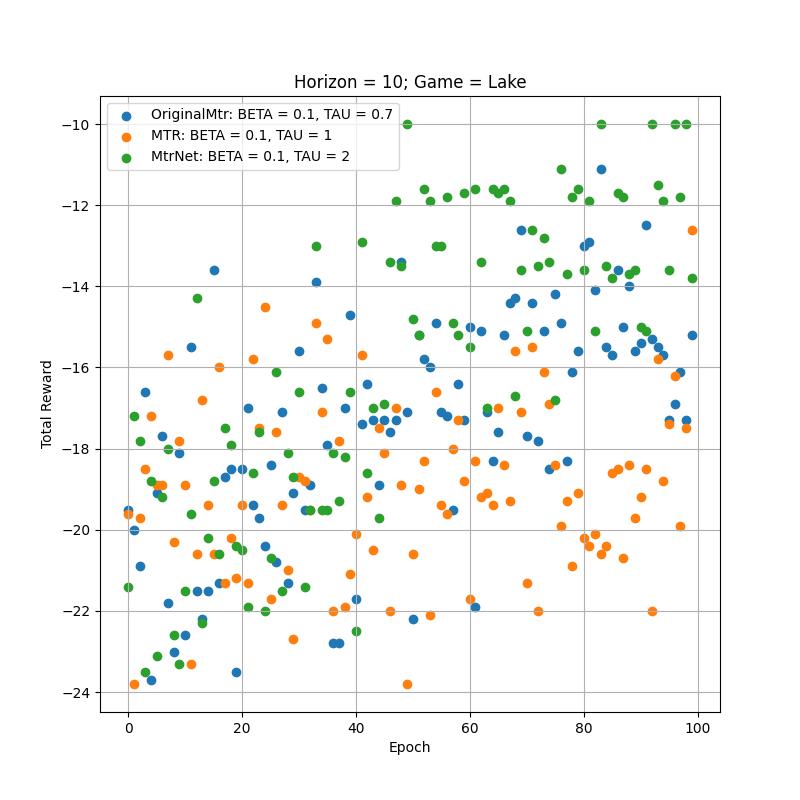 Horizon = 10; Game = Lake
OriginalMtr: BETA = 0.1, TAU = 0.7
MTR: BETA = 0.1, TAU = 1
MtrNet: BETA = 0.1, TAU = 2
−10
−12
−14
−16
−18
−20
−22
−24
Total Reward
0 20 40 60 80 100
Epoch